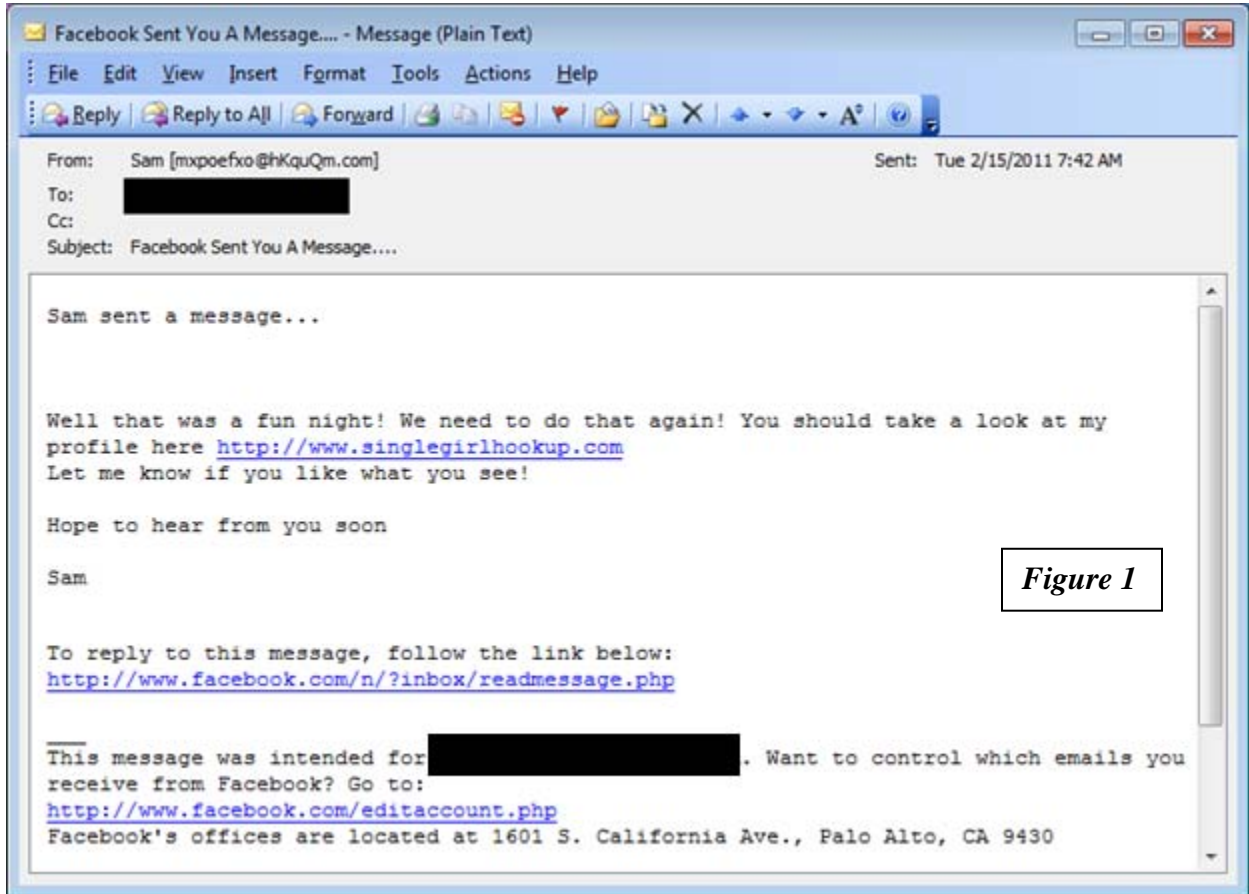 Facebook Sent You A Message.... - Message (Plain Text)
File Edit View Insert Format Tools Actions Help
Reply Reply to All Forward
From: Sam [mxpoefxo@hKquQm.com] Sent: Tue 2/15/2011 7:42 AM
To:
Cc:
Subject: Facebook Sent You A Message....
Sam sent a message...
Well that was a fun night! We need to do that again! You should take a look at my
profile here http://www.singlegirlhookup.com
Let me know if you like what you see!
Hope to hear from you soon
Sam
Figure 1
To reply to this message, follow the link below:
http://www.facebook.com/n/?inbox/readmessage.php
This message was intended for . Want to control which emails you
receive from Facebook? Go to:
http://www.facebook.com/editaccount.php
Facebook's offices are located at 1601 S. California Ave., Palo Alto, CA 9430